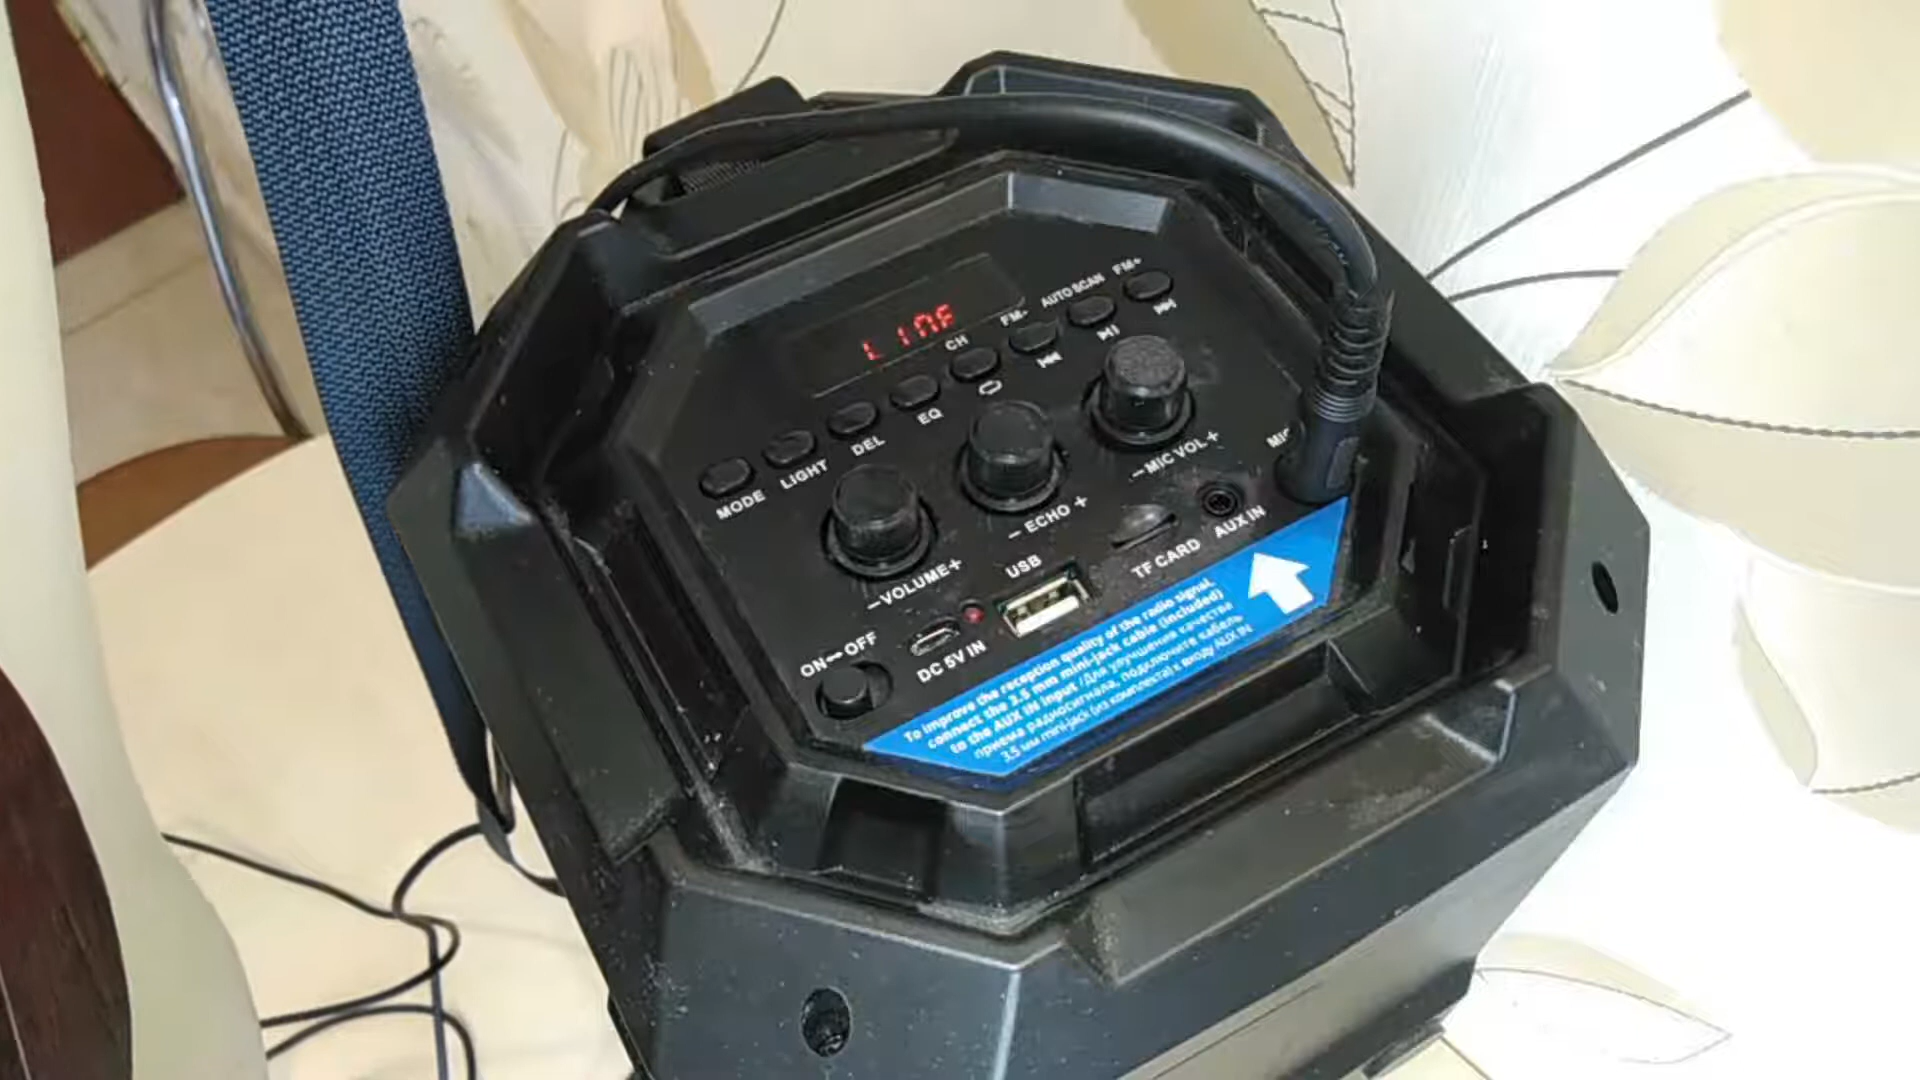 LINE
FM+
AUTO SCAN
FM-
CH
EQ
DEL
LIGHT
MODE
−MIC VOL+
− ECHO +
−VOLUME+
AUX IN
TF CARD
USB
DC 5V IN
ON OFF
To improve the reception quality of the radio signal,
connect the 3.5 mm mini-jack cable (included)
to the AUX IN input /Для улучшения качества
приема радиосигнала, подключите кабель
3.5 мм mini-jack (из комплекта) к входу AUX IN